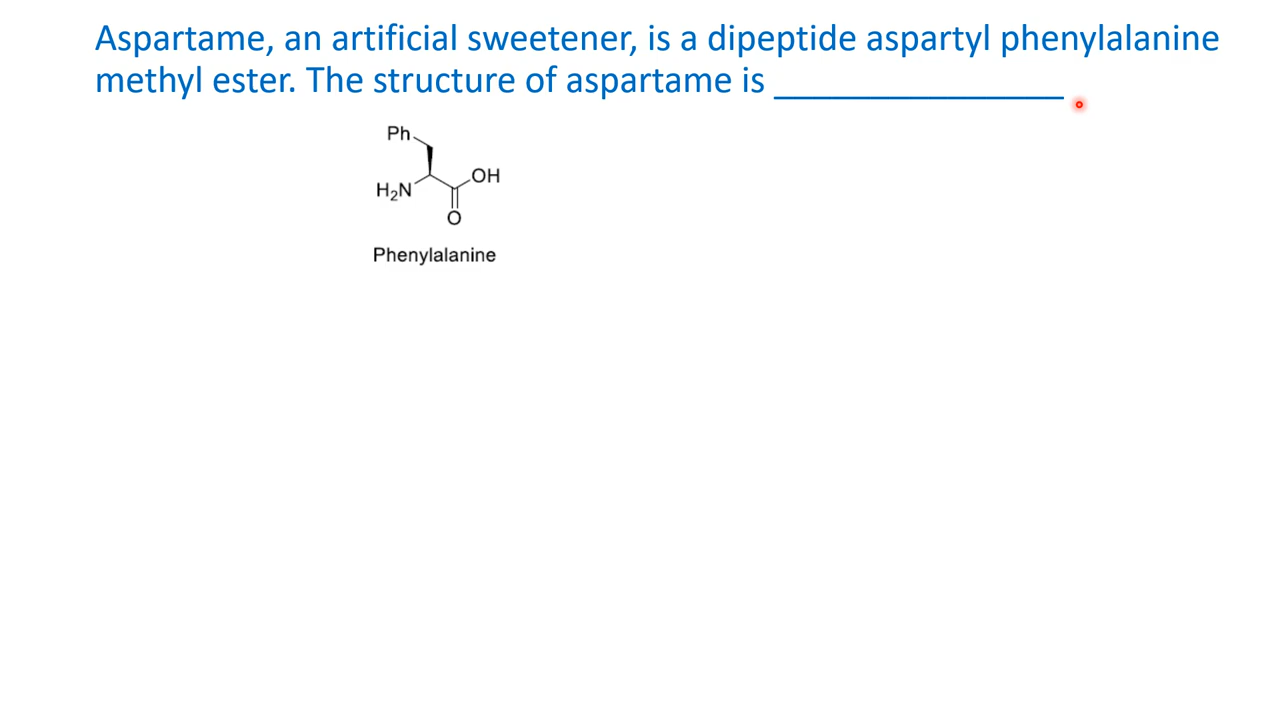 Aspartame, an artificial sweetener, is a dipeptide aspartyl phenylalanine
methyl ester. The structure of aspartame is _______________
Ph
OH
H₂N
O
Phenylalanine